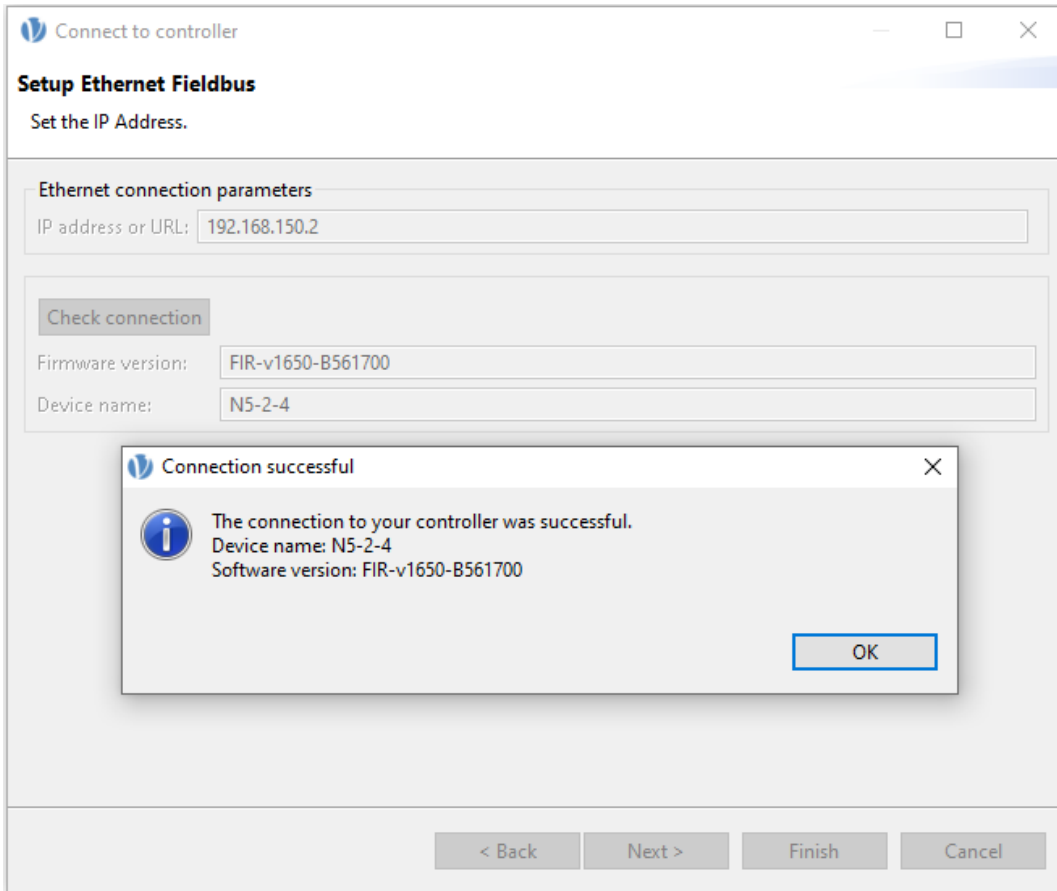 Connect to controller
Setup Ethernet Fieldbus
Set the IP Address.
Ethernet connection parameters
IP address or URL: 192.168.150.2
Check connection
Firmware version: FIR-v1650-B561700
Device name: N5-2-4
Connection successful
The connection to your controller was successful.
Device name: N5-2-4
Software version: FIR-v1650-B561700
OK
< Back Next > Finish Cancel